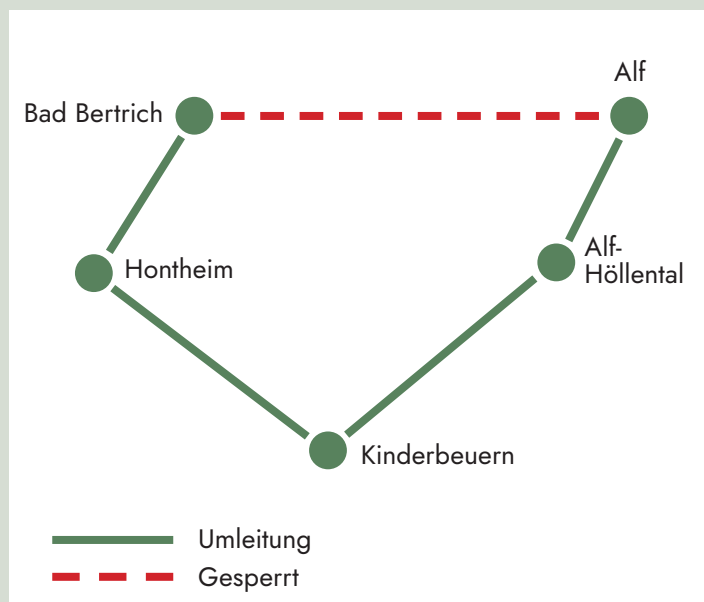 Alf
Bad Bertrich
Alf-
Höllental
Hontheim
Kinderbeuern
Umleitung
Gesperrt